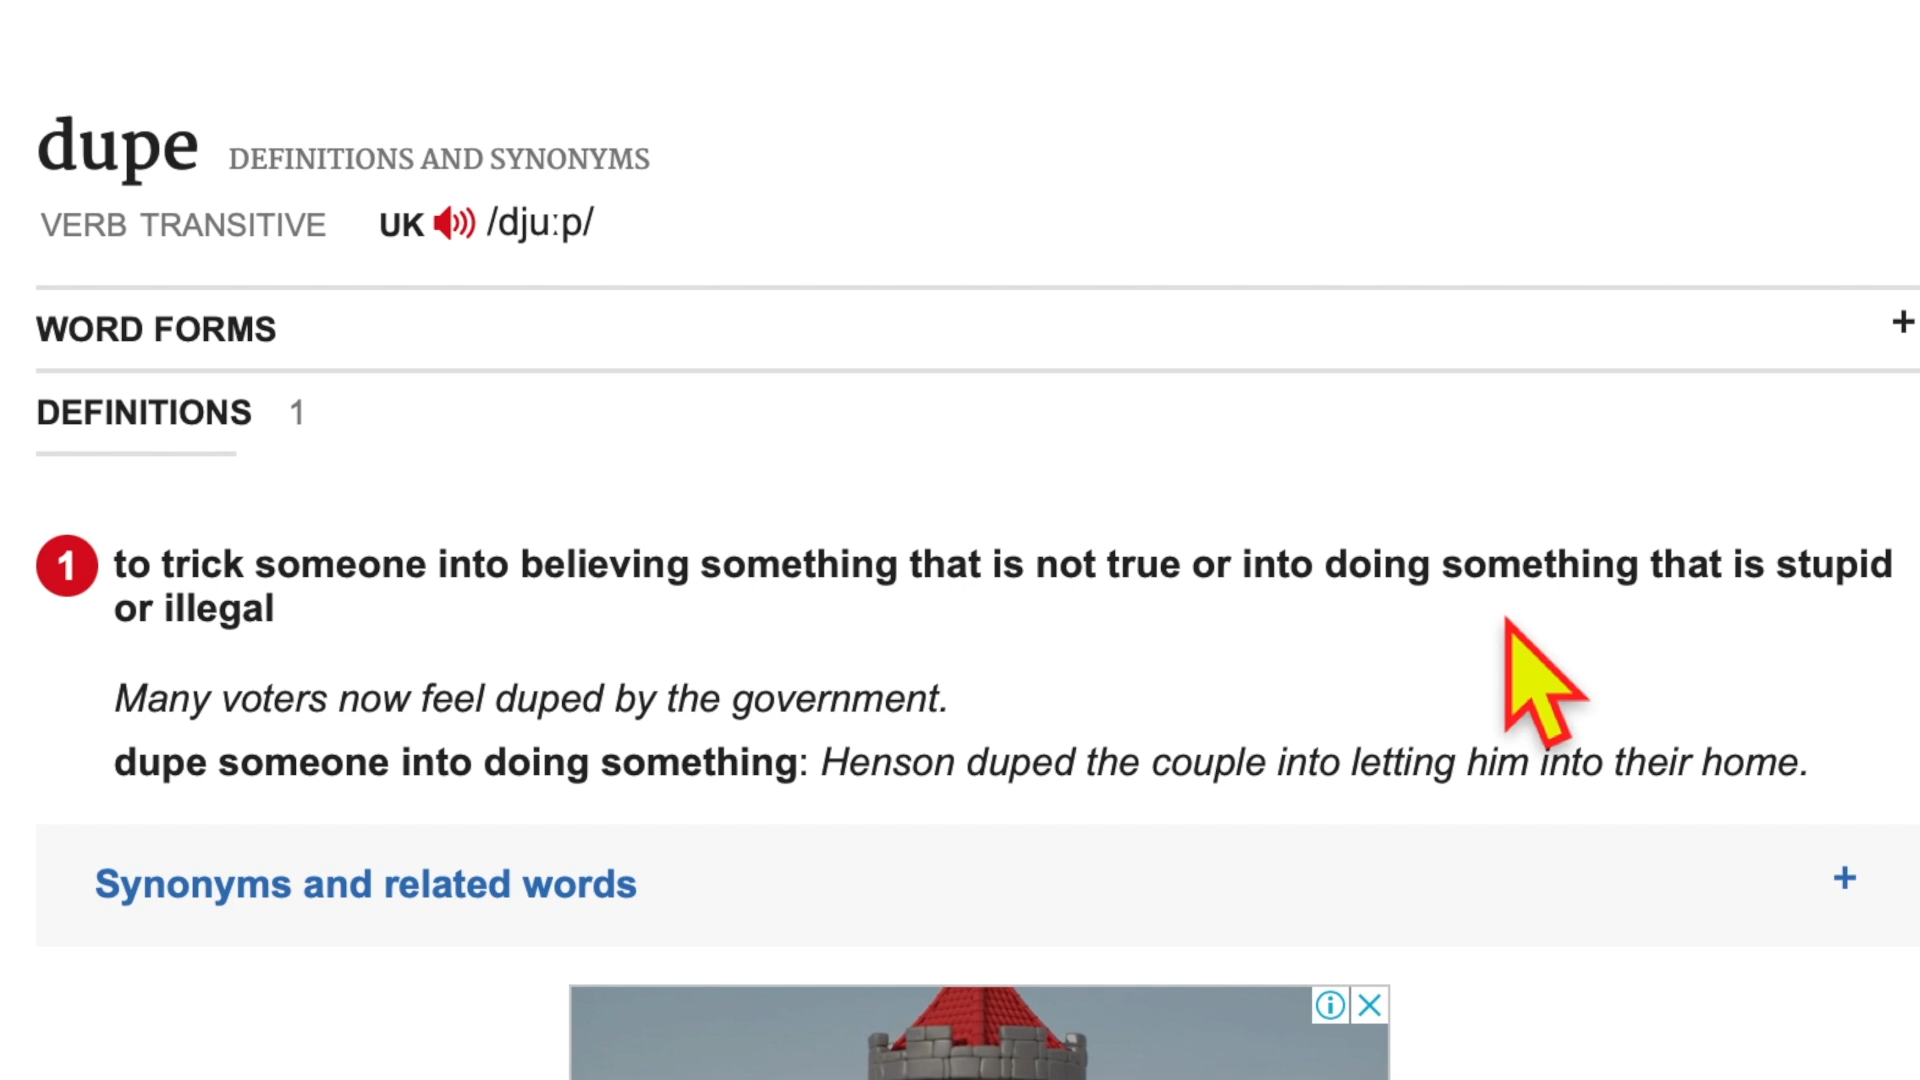 dupe DEFINITIONS AND SYNONYMS
VERB TRANSITIVE UK /djuːp/
WORD FORMS +
DEFINITIONS 1
1 to trick someone into believing something that is not true or into doing something that is stupid
or illegal
Many voters now feel duped by the government.
dupe someone into doing something: Henson duped the couple into letting him into their home.
Synonyms and related words +